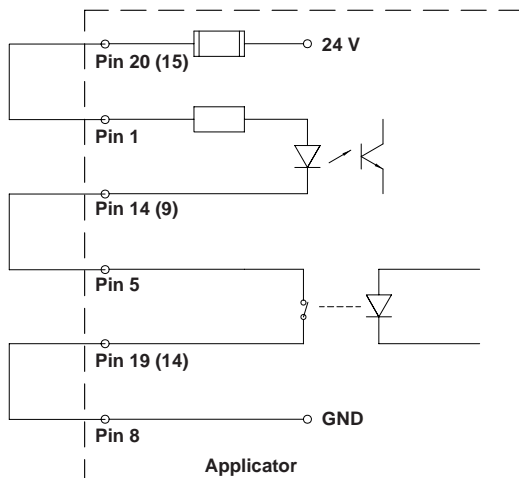 24 V
Pin 20 (15)
Pin 1
Pin 14 (9)
Pin 5
Pin 19 (14)
GND
Pin 8
Applicator